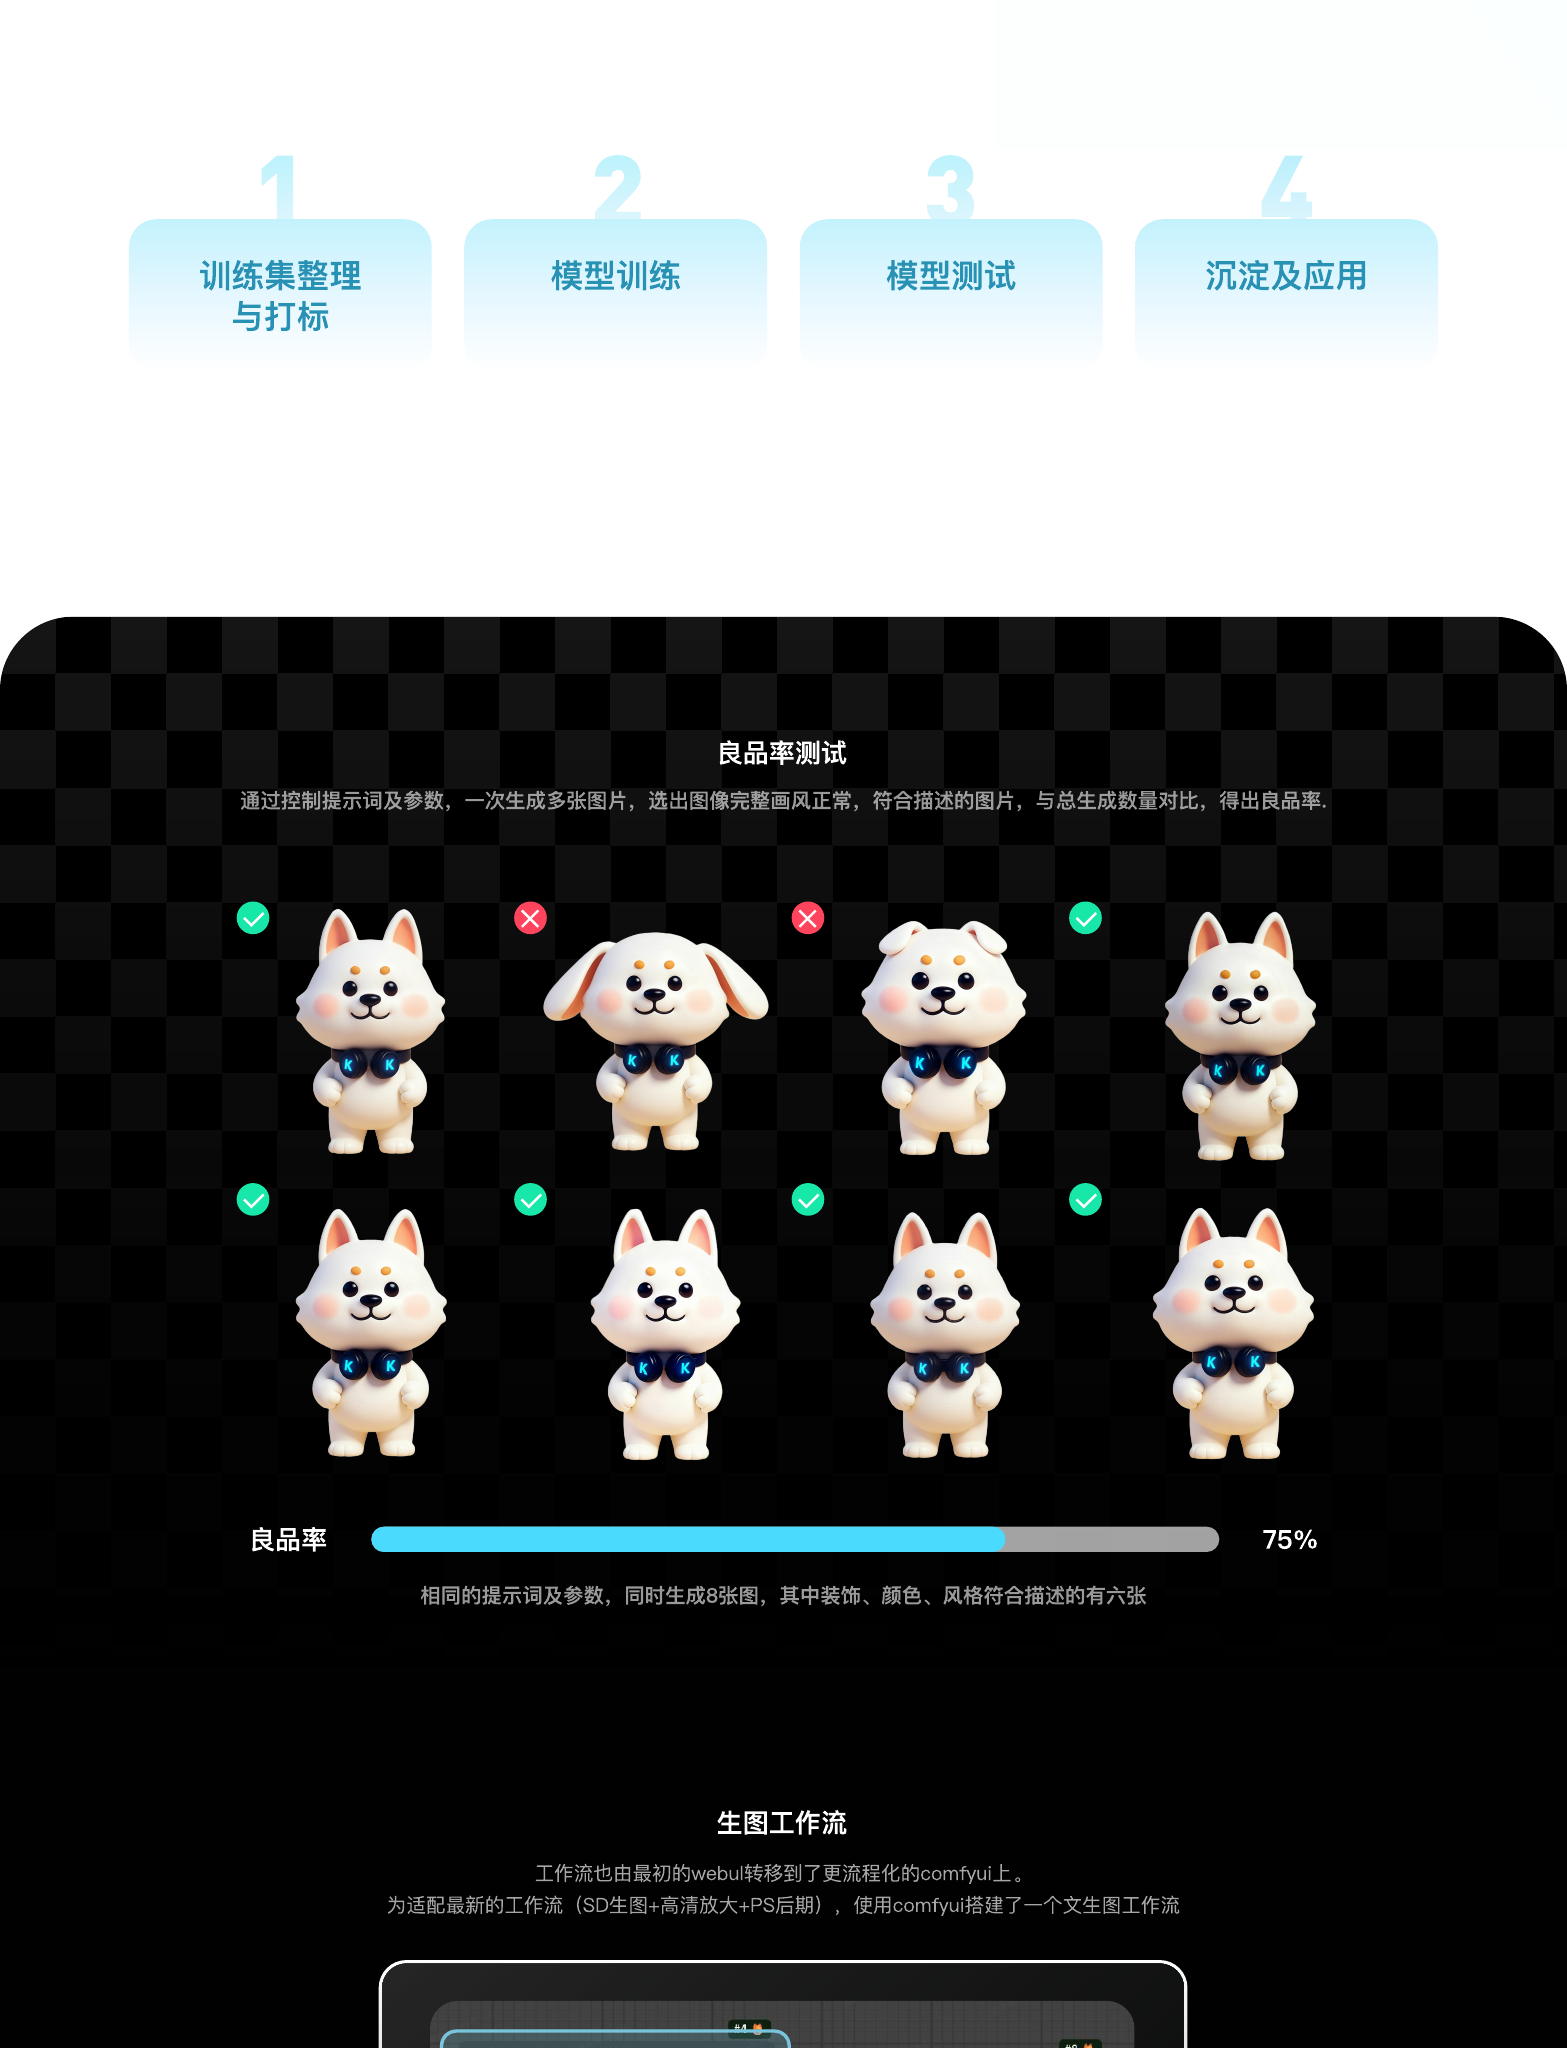 1
2
3
4
训练集整理
与打标
模型训练
模型测试
沉淀及应用
良品率测试
通过控制提示词及参数，一次生成多张图片，选出图像完整画风正常，符合描述的图片，与总生成数量对比，得出良品率.
K K
K K
K K
K K
K K
K K
K K
K K
良品率
75%
相同的提示词及参数，同时生成8张图，其中装饰、颜色、风格符合描述的有六张
生图工作流
工作流也由最初的webul转移到了更流程化的comfyui上。
为适配最新的工作流（SD生图+高清放大+PS后期），使用comfyui搭建了一个文生图工作流
#4